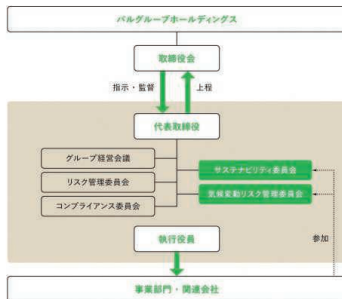 パルグループホールディングス
取締役会
指示・監督
上程
代表取締役
グループ経営会議
サステナビリティ委員会
リスク管理委員会
気候変動リスク管理委員会
コンプライアンス委員会
執行役員
参加
事業部門・関連会社